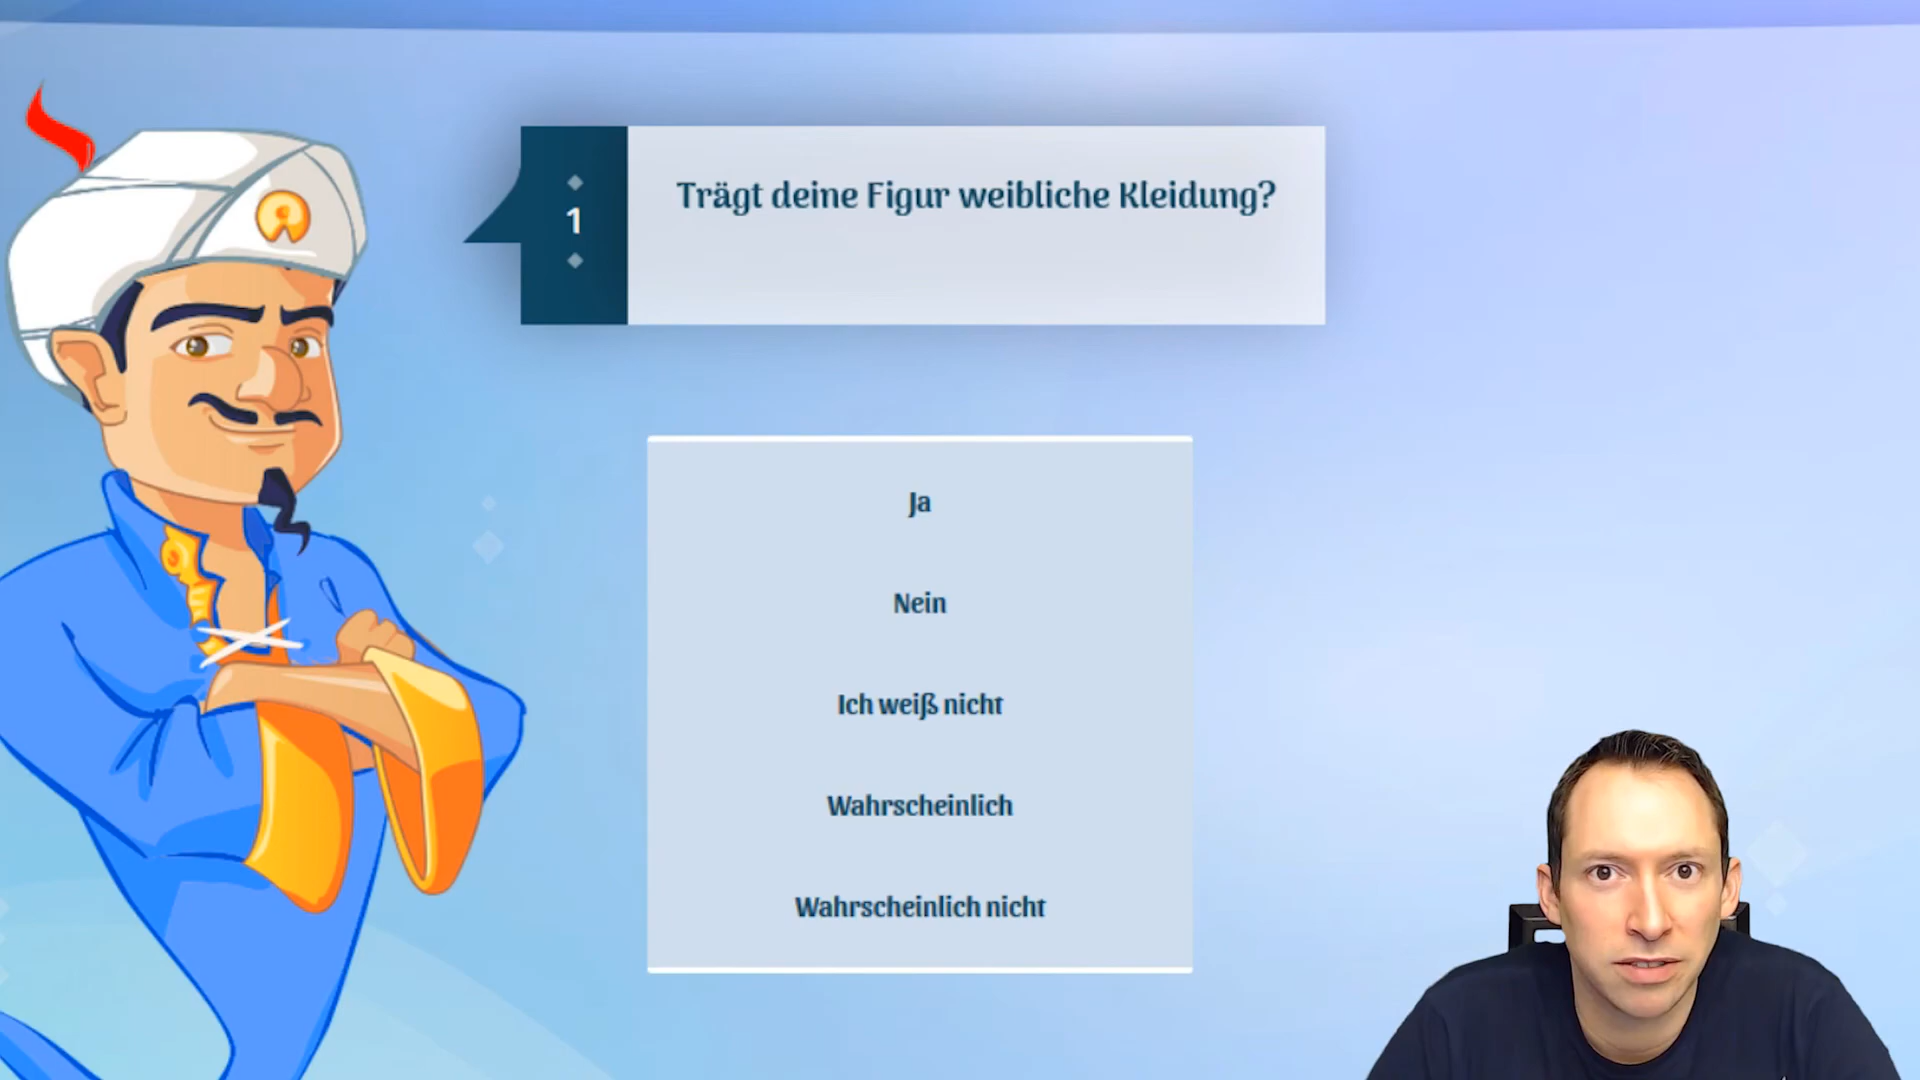 1
Trägt deine Figur weibliche Kleidung?
Ja
Nein
Ich weiß nicht
Wahrscheinlich
Wahrscheinlich nicht